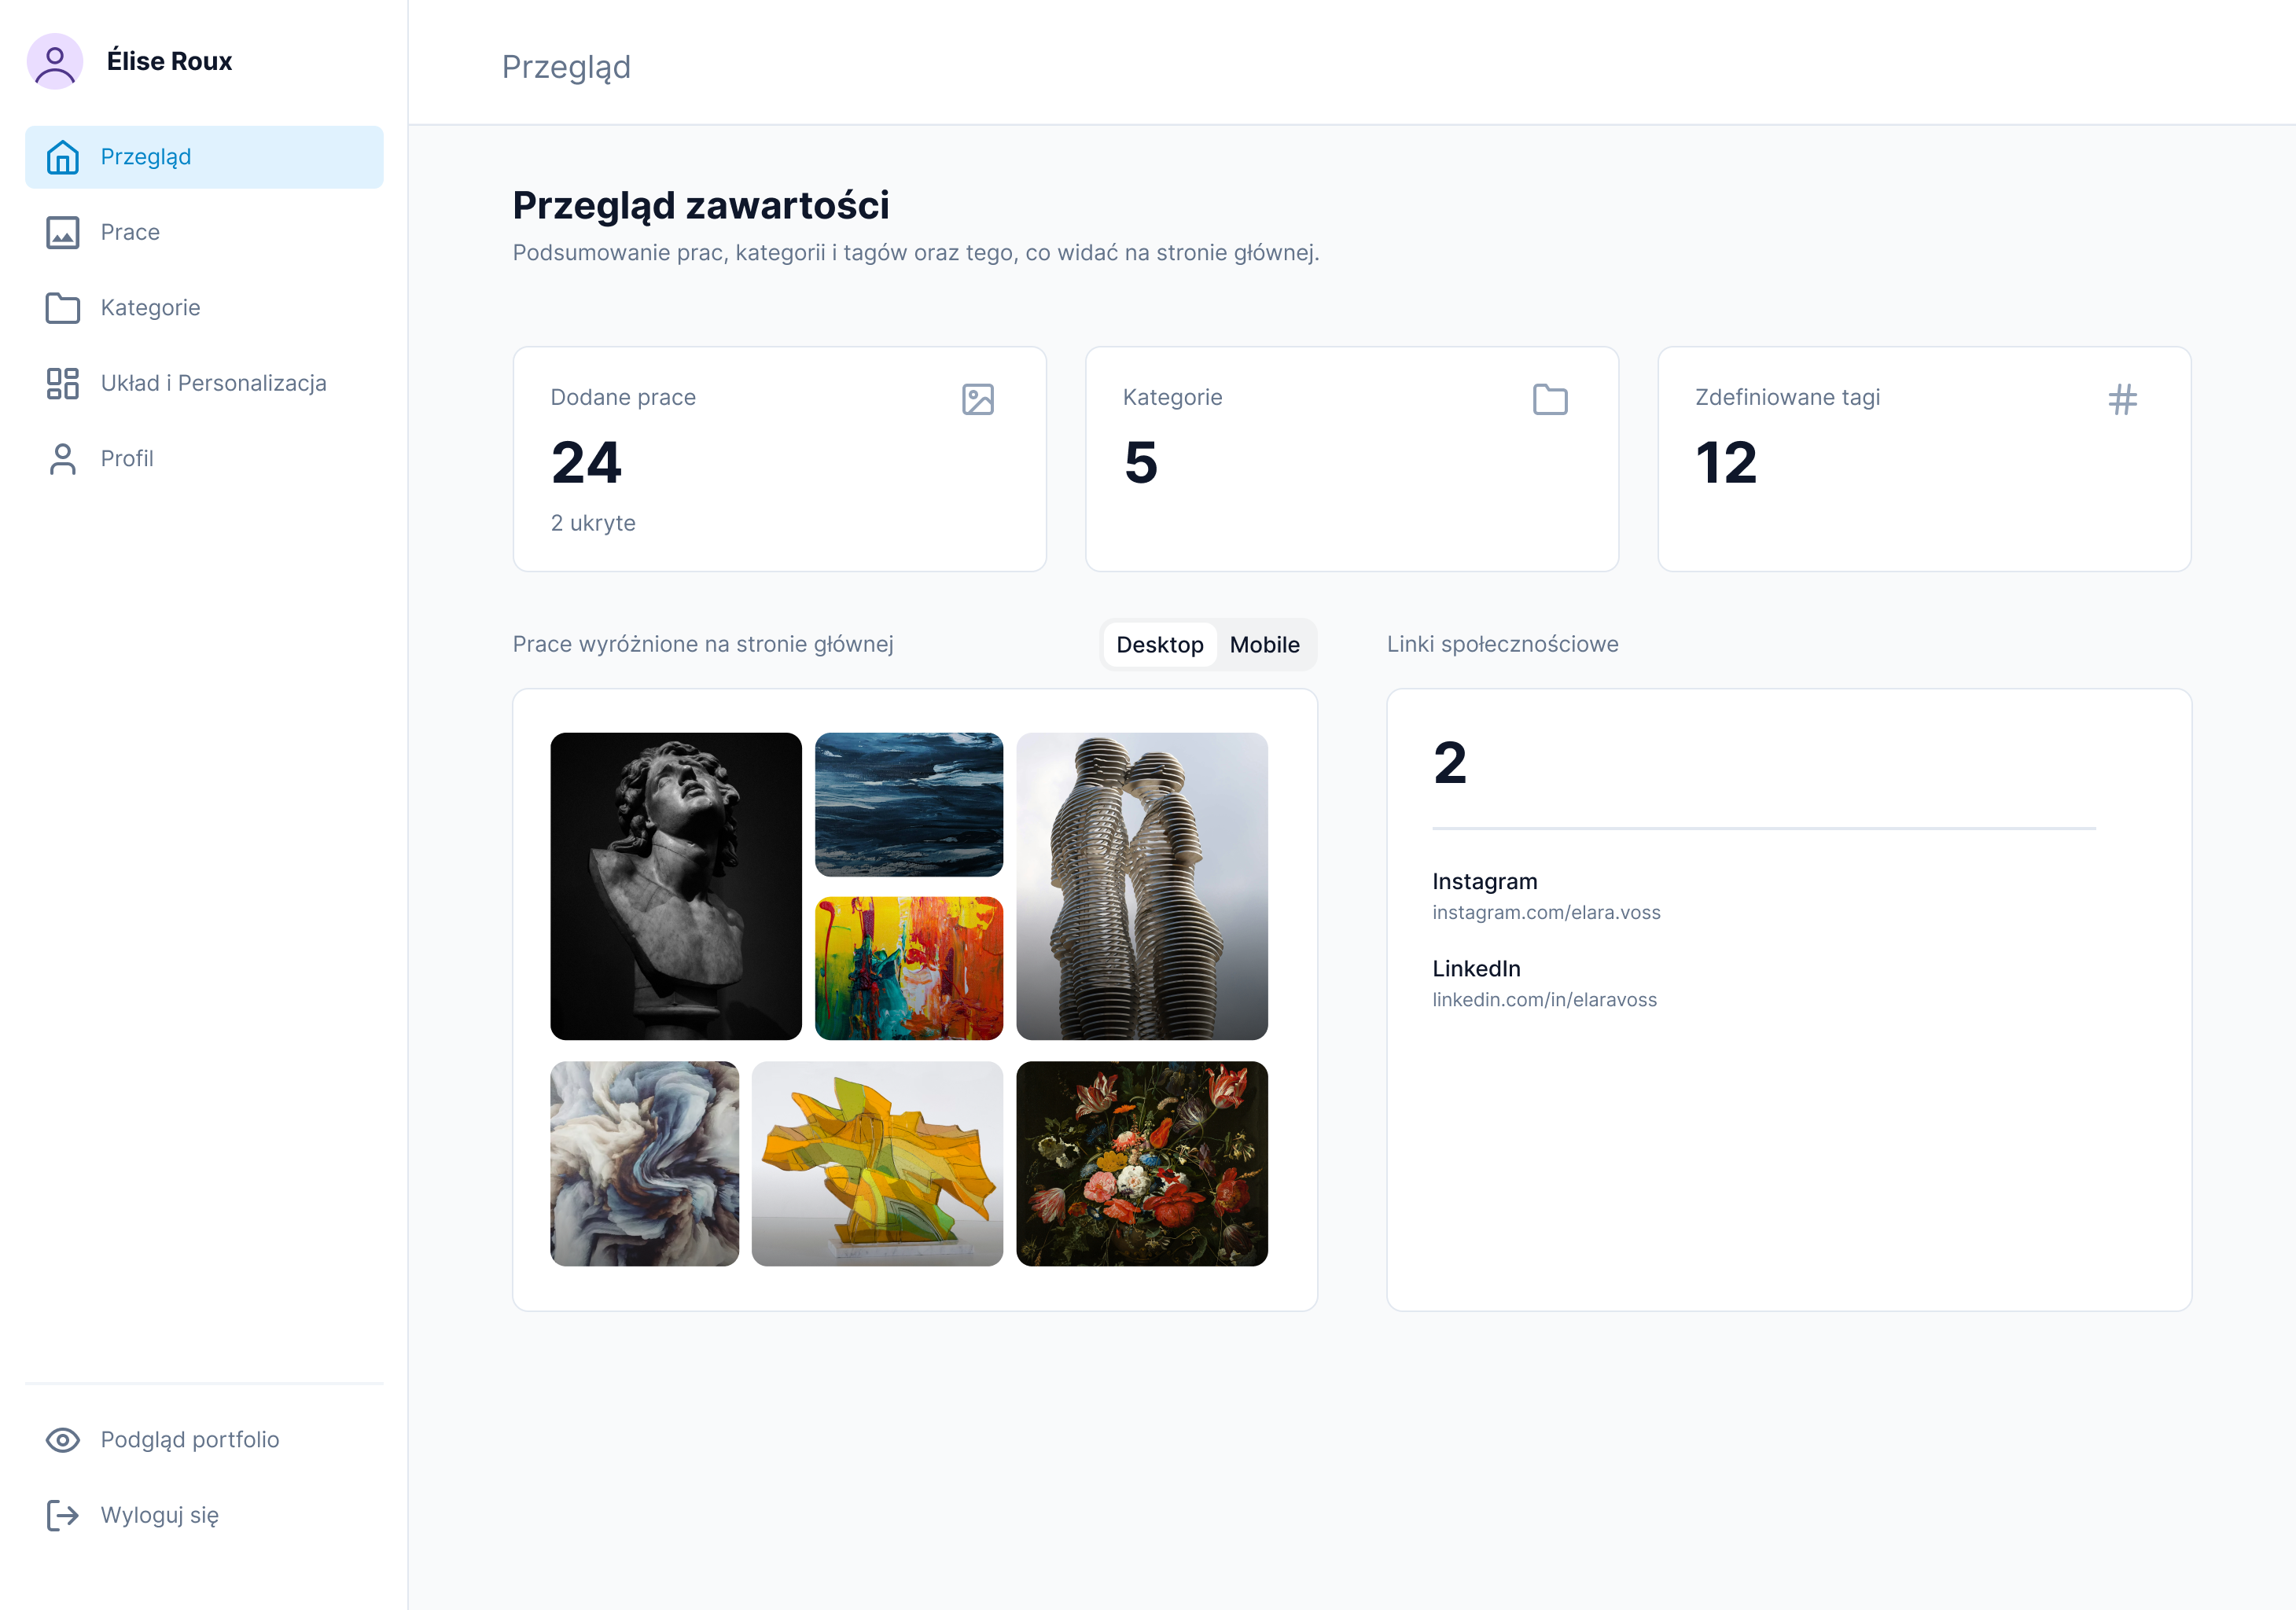 Élise Roux
Przegląd
Prace
Kategorie
Układ i Personalizacja
Profil
Podgląd portfolio
Wyloguj się
Przegląd
Przegląd zawartości
Podsumowanie prac, kategorii i tagów oraz tego, co widać na stronie głównej.
Dodane prace
24
2 ukryte
Kategorie
5
Zdefiniowane tagi
12
Prace wyróżnione na stronie głównej
Desktop Mobile
Linki społecznościowe
2
Instagram
instagram.com/elara.voss
LinkedIn
linkedin.com/in/elaravoss